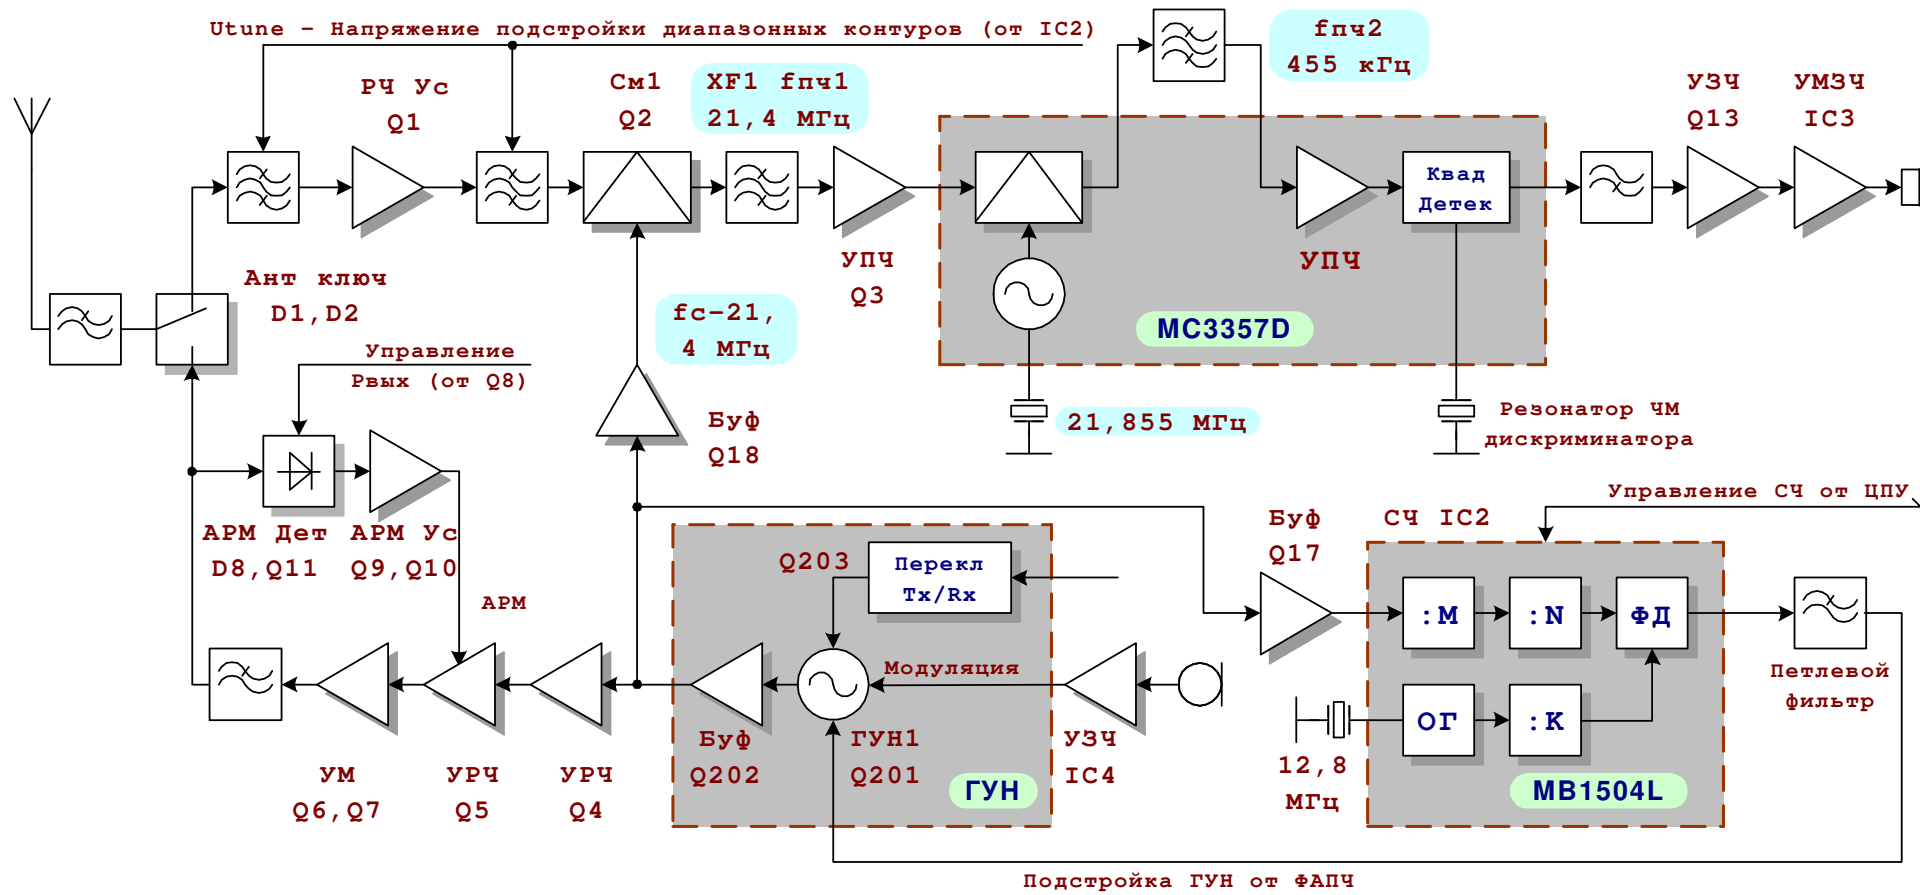 Utune – Напряжение подстройки диапазонных контуров (от IC2)
fпч2
455 кГц
РЧ Ус
Q1
См1
Q2
XF1 fпч1
21,4 МГц
УЗЧ
Q13
УМЗЧ
IC3
Квад
Детек
УПЧ
Q3
УПЧ
Ант ключ
D1,D2
fc–21,
4 МГц
MC3357D
Управление
Рвых (от Q8)
Буф
Q18
21,855 МГц
Резонатор ЧМ
дискриминатора
Управление СЧ от ЦПУ
АРМ Дет
D8,Q11
АРМ Ус
Q9,Q10
АРМ
Q203
Перекл
Tx/Rx
Буф
Q17
СЧ IC2
:M
:N
ФД
Модуляция
Петлевой
фильтр
ОГ
:K
УМ
Q6,Q7
УРЧ
Q5
УРЧ
Q4
Буф
Q202
ГУН1
Q201
ГУН
УЗЧ
IC4
12,8
МГц
MB1504L
Подстройка ГУН от ФАПЧ